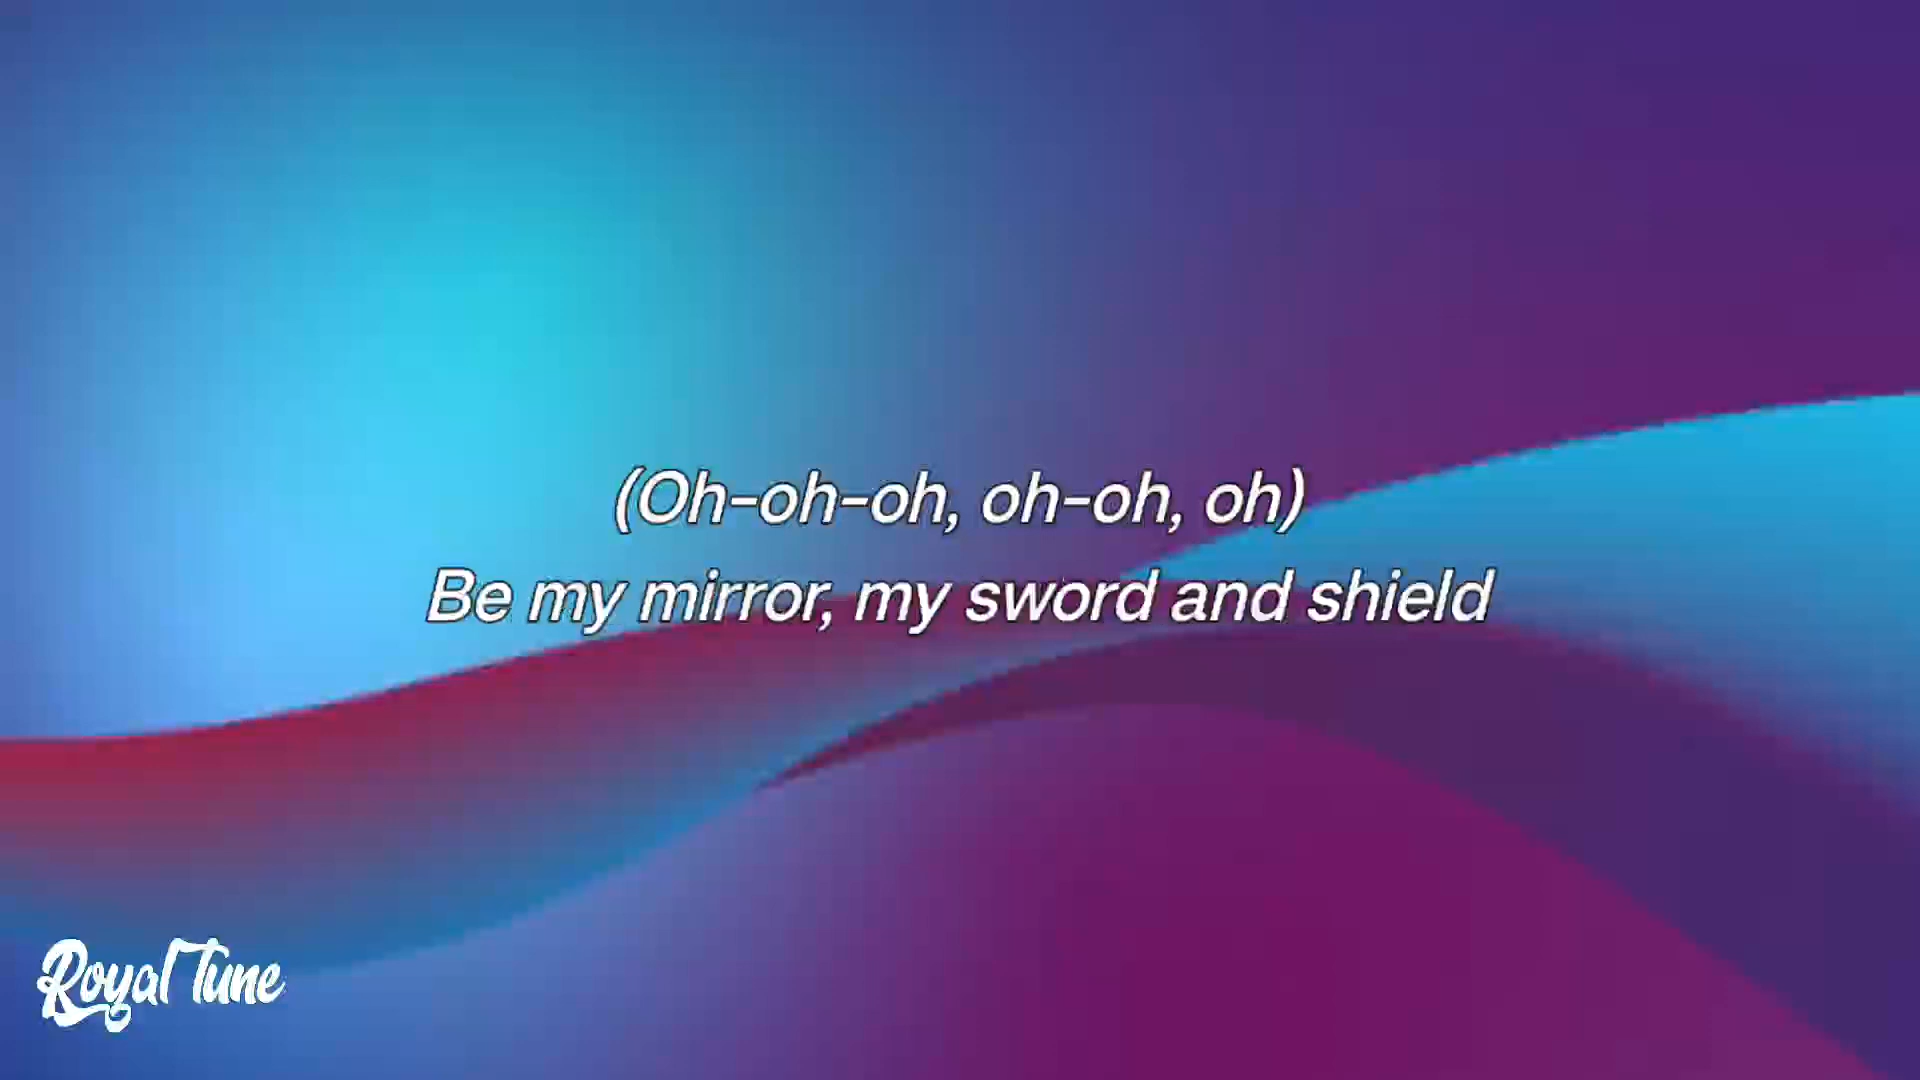 (Oh-oh-oh, oh-oh, oh)
Be my mirror, my sword and shield
Royal Tune